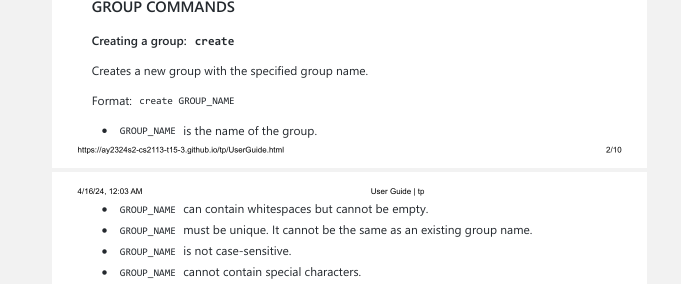 GROUP COMMANDS
Creating a group: create
Creates a new group with the specified group name.
Format: create GROUP_NAME
• GROUP_NAME is the name of the group.
https://ay2324s2-cs2113-t15-3.github.io/tp/UserGuide.html 2/10
4/16/24, 12:03 AM User Guide | tp
• GROUP_NAME can contain whitespaces but cannot be empty.
• GROUP_NAME must be unique. It cannot be the same as an existing group name.
• GROUP_NAME is not case-sensitive.
• GROUP_NAME cannot contain special characters.